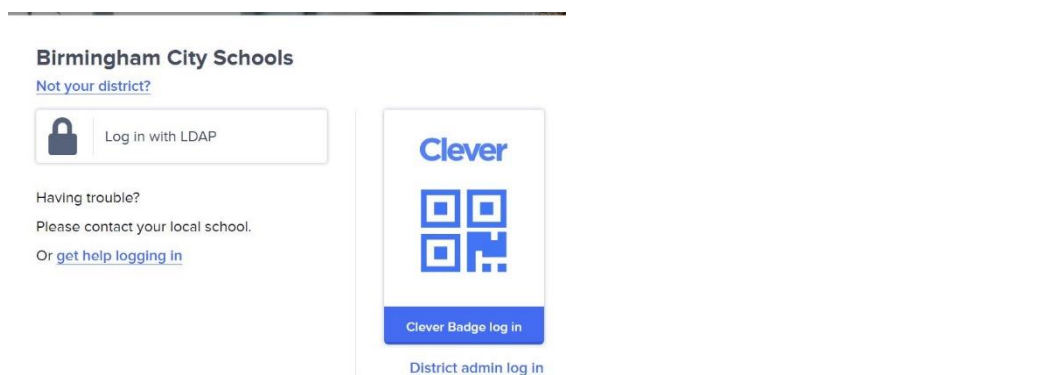 Birmingham City Schools
Not your district?
Log in with LDAP
Having trouble?
Please contact your local school.
Or get help logging in
Clever
Clever Badge log in
District admin log in